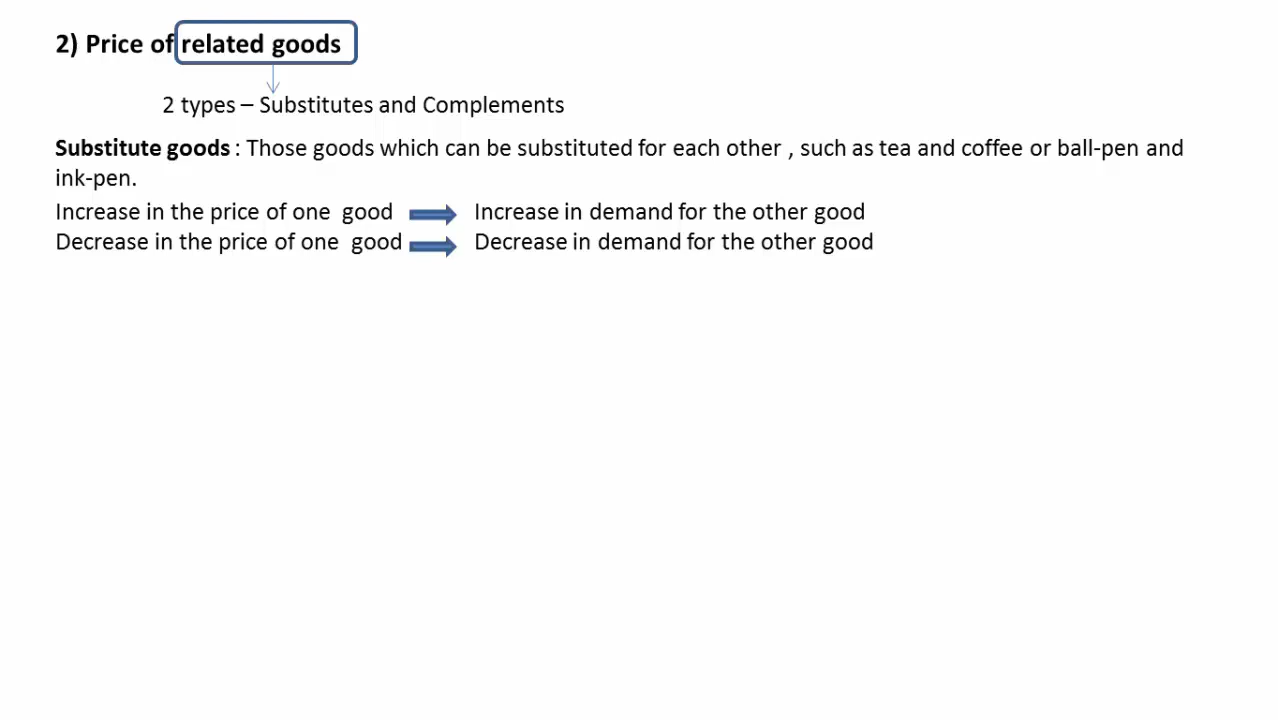 2) Price of related goods
2 types – Substitutes and Complements
Substitute goods : Those goods which can be substituted for each other , such as tea and coffee or ball-pen and
ink-pen.
Increase in the price of one good Increase in demand for the other good
Decrease in the price of one good Decrease in demand for the other good